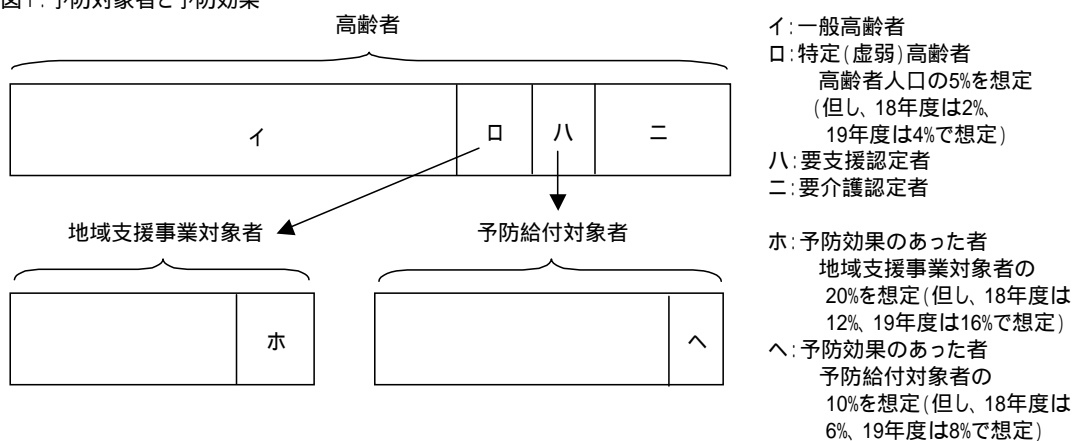 図1:予防対象者と予防効果
高齢者
イ
ロ
ハ
ニ
地域支援事業対象者
予防給付対象者
ホ
ヘ
イ:一般高齢者
ロ:特定(虚弱)高齢者
高齢者人口の5%を想定
(但し、18年度は2%、
19年度は4%で想定)
ハ:要支援認定者
ニ:要介護認定者
ホ:予防効果のあった者
地域支援事業対象者の
20%を想定(但し、18年度は
12%、19年度は16%で想定)
ヘ:予防効果のあった者
予防給付対象者の
10%を想定(但し、18年度は
6%、19年度は8%で想定)